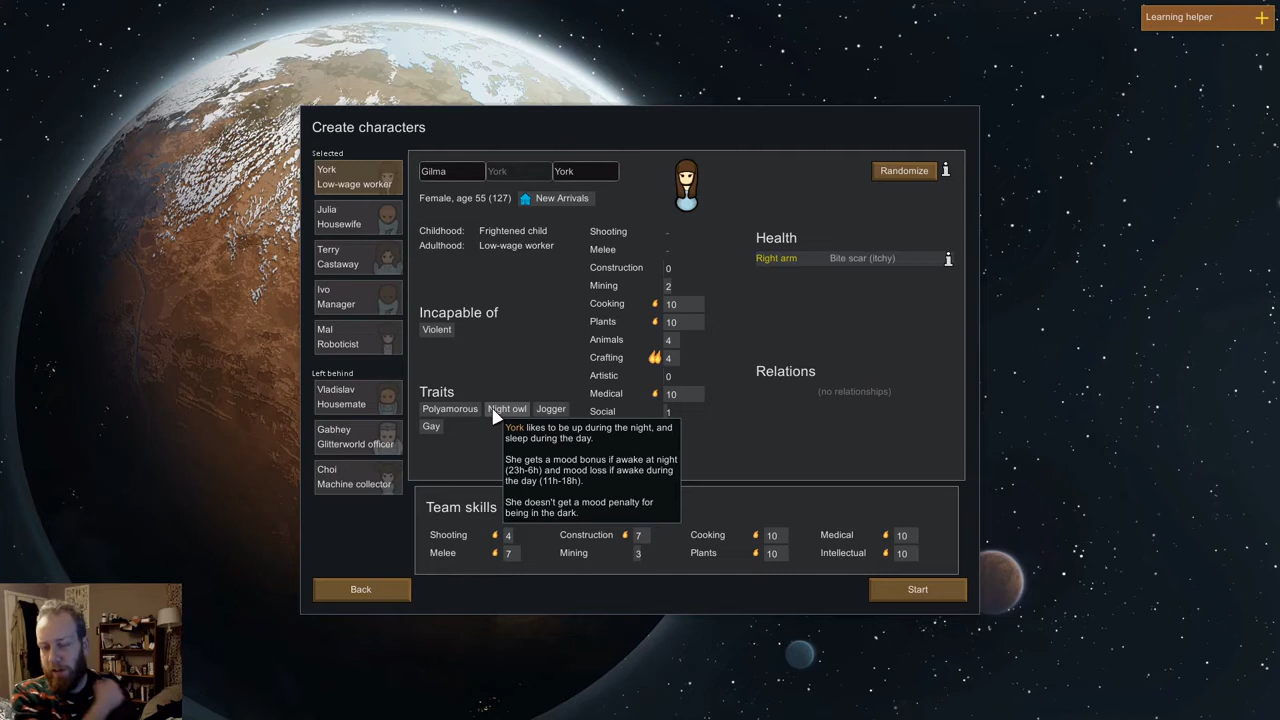 Learning helper
Create characters
Selected
York
Low-wage worker
Julia
Housewife
Terry
Castaway
Ivo
Manager
Mal
Roboticist
Left behind
Vladislav
Housemate
Gabhey
Glitterworld officer
Choi
Machine collector
Gilma
York
York
Randomize
Female, age 55 (127)
New Arrivals
Childhood: Frightened child
Adulthood: Low-wage worker
Incapable of
Violent
Traits
Polyamorous
Night owl
Jogger
Gay
Shooting -
Melee -
Construction 0
Mining 2
Cooking 10
Plants 10
Animals 4
Crafting 4
Artistic 0
Medical 10
Social 1
York likes to be up during the night, and
sleep during the day.
She gets a mood bonus if awake at night
(23h-6h) and mood loss if awake during
the day (11h-18h).
She doesn't get a mood penalty for
being in the dark.
Health
Right arm Bite scar (itchy)
Relations
(no relationships)
Team skills
Shooting 4 Construction 7 Cooking 10 Medical 10
Melee 7 Mining 3 Plants 10 Intellectual 10
Back
Start